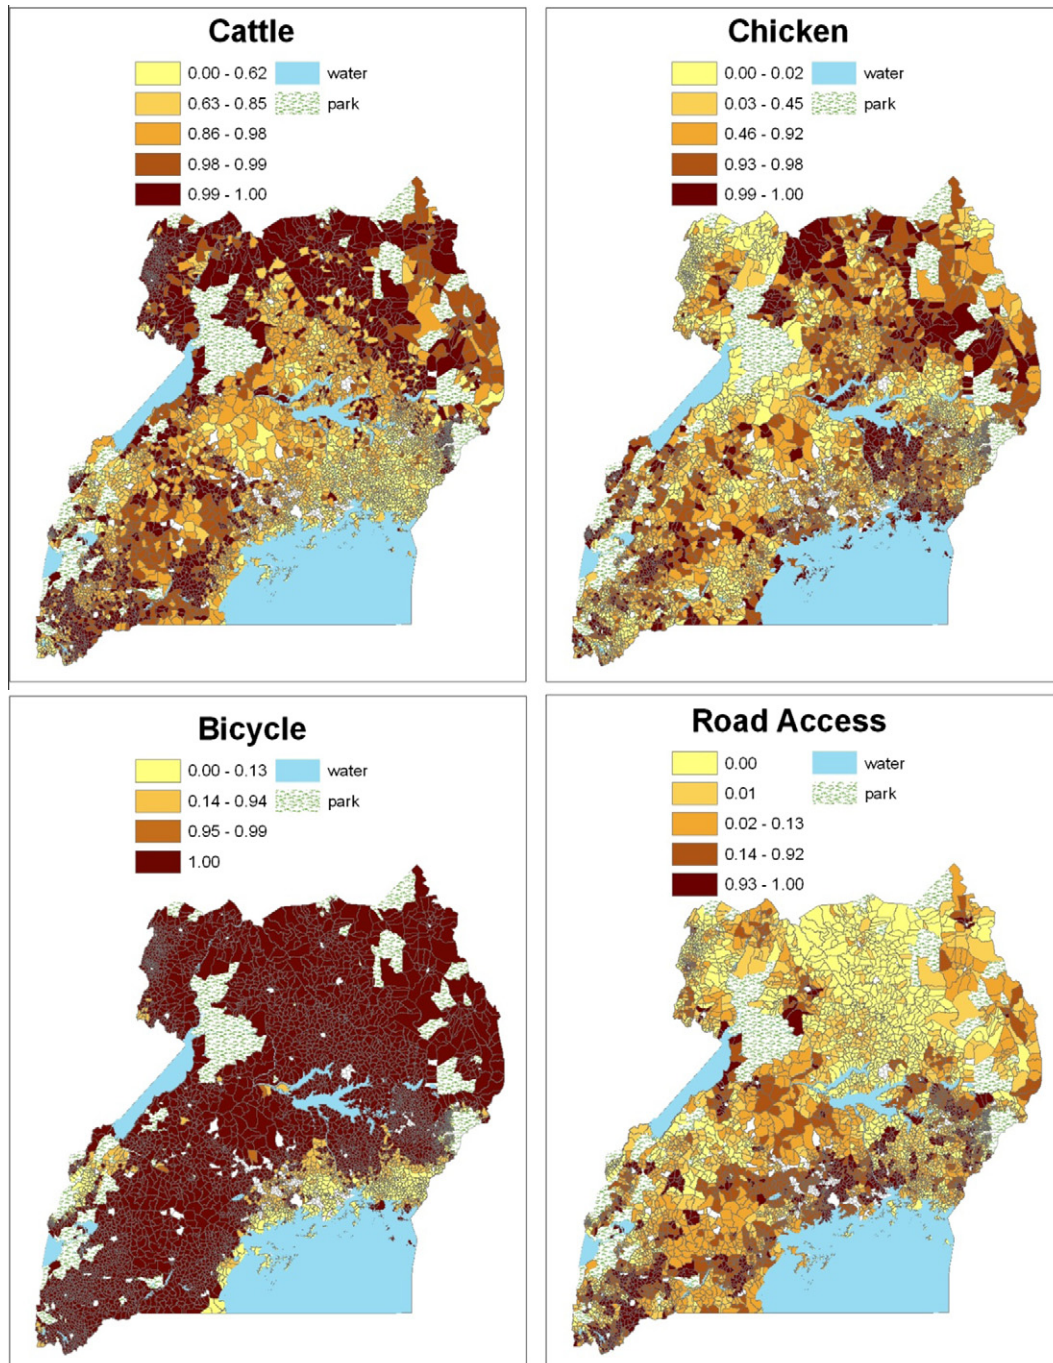 Cattle
0.00 - 0.62 water
0.63 - 0.85 park
0.86 - 0.98
0.98 - 0.99
0.99 - 1.00
Chicken
0.00 - 0.02 water
0.03 - 0.45 park
0.46 - 0.92
0.93 - 0.98
0.99 - 1.00
Bicycle
0.00 - 0.13 water
0.14 - 0.94 park
0.95 - 0.99
1.00
Road Access
0.00 water
0.01 park
0.02 - 0.13
0.14 - 0.92
0.93 - 1.00